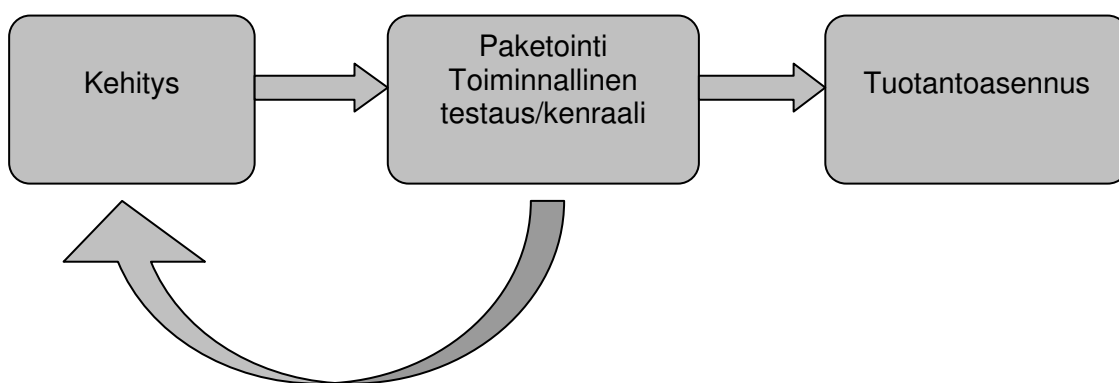 Kehitys
Paketointi
Toiminnallinen
testaus/kenraali
Tuotantoasennus